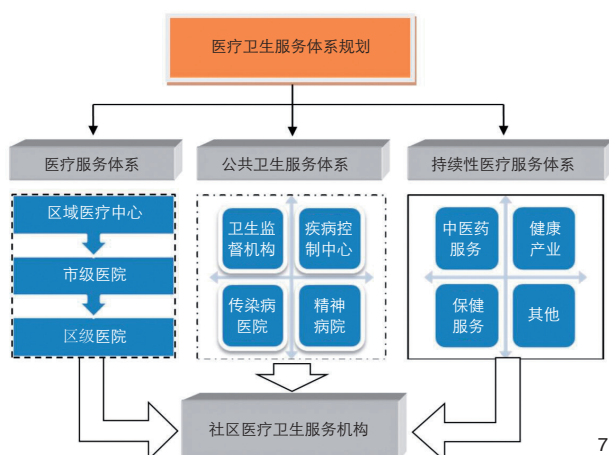 医疗卫生服务体系规划
医疗服务体系
公共卫生服务体系
持续性医疗服务体系
区域医疗中心
市级医院
区级医院
卫生监
督机构
疾病控
制中心
传染病
医院
精神
病院
中医药
服务
健康
产业
保健
服务
其他
社区医疗卫生服务机构
7